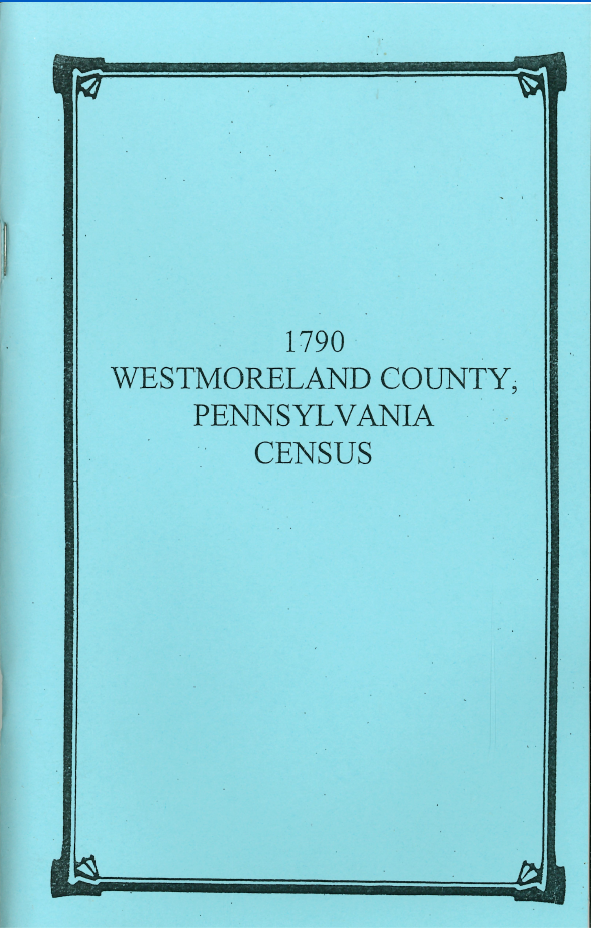 1790
WESTMORELAND COUNTY,
PENNSYLVANIA
CENSUS